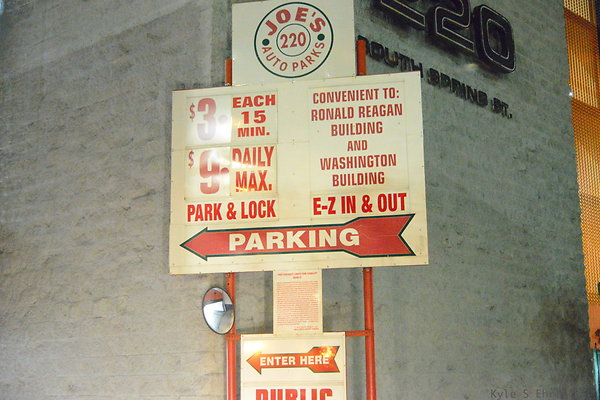 JOE'S
220
AUTO PARKS
220
SOUTH SPRING ST.
$3. EACH
15
MIN.
$9. DAILY
MAX.
PARK & LOCK
CONVENIENT TO:
RONALD REAGAN
BUILDING
AND
WASHINGTON
BUILDING
E-Z IN & OUT
PARKING
ENTER HERE
PUBLIC
Kyle S